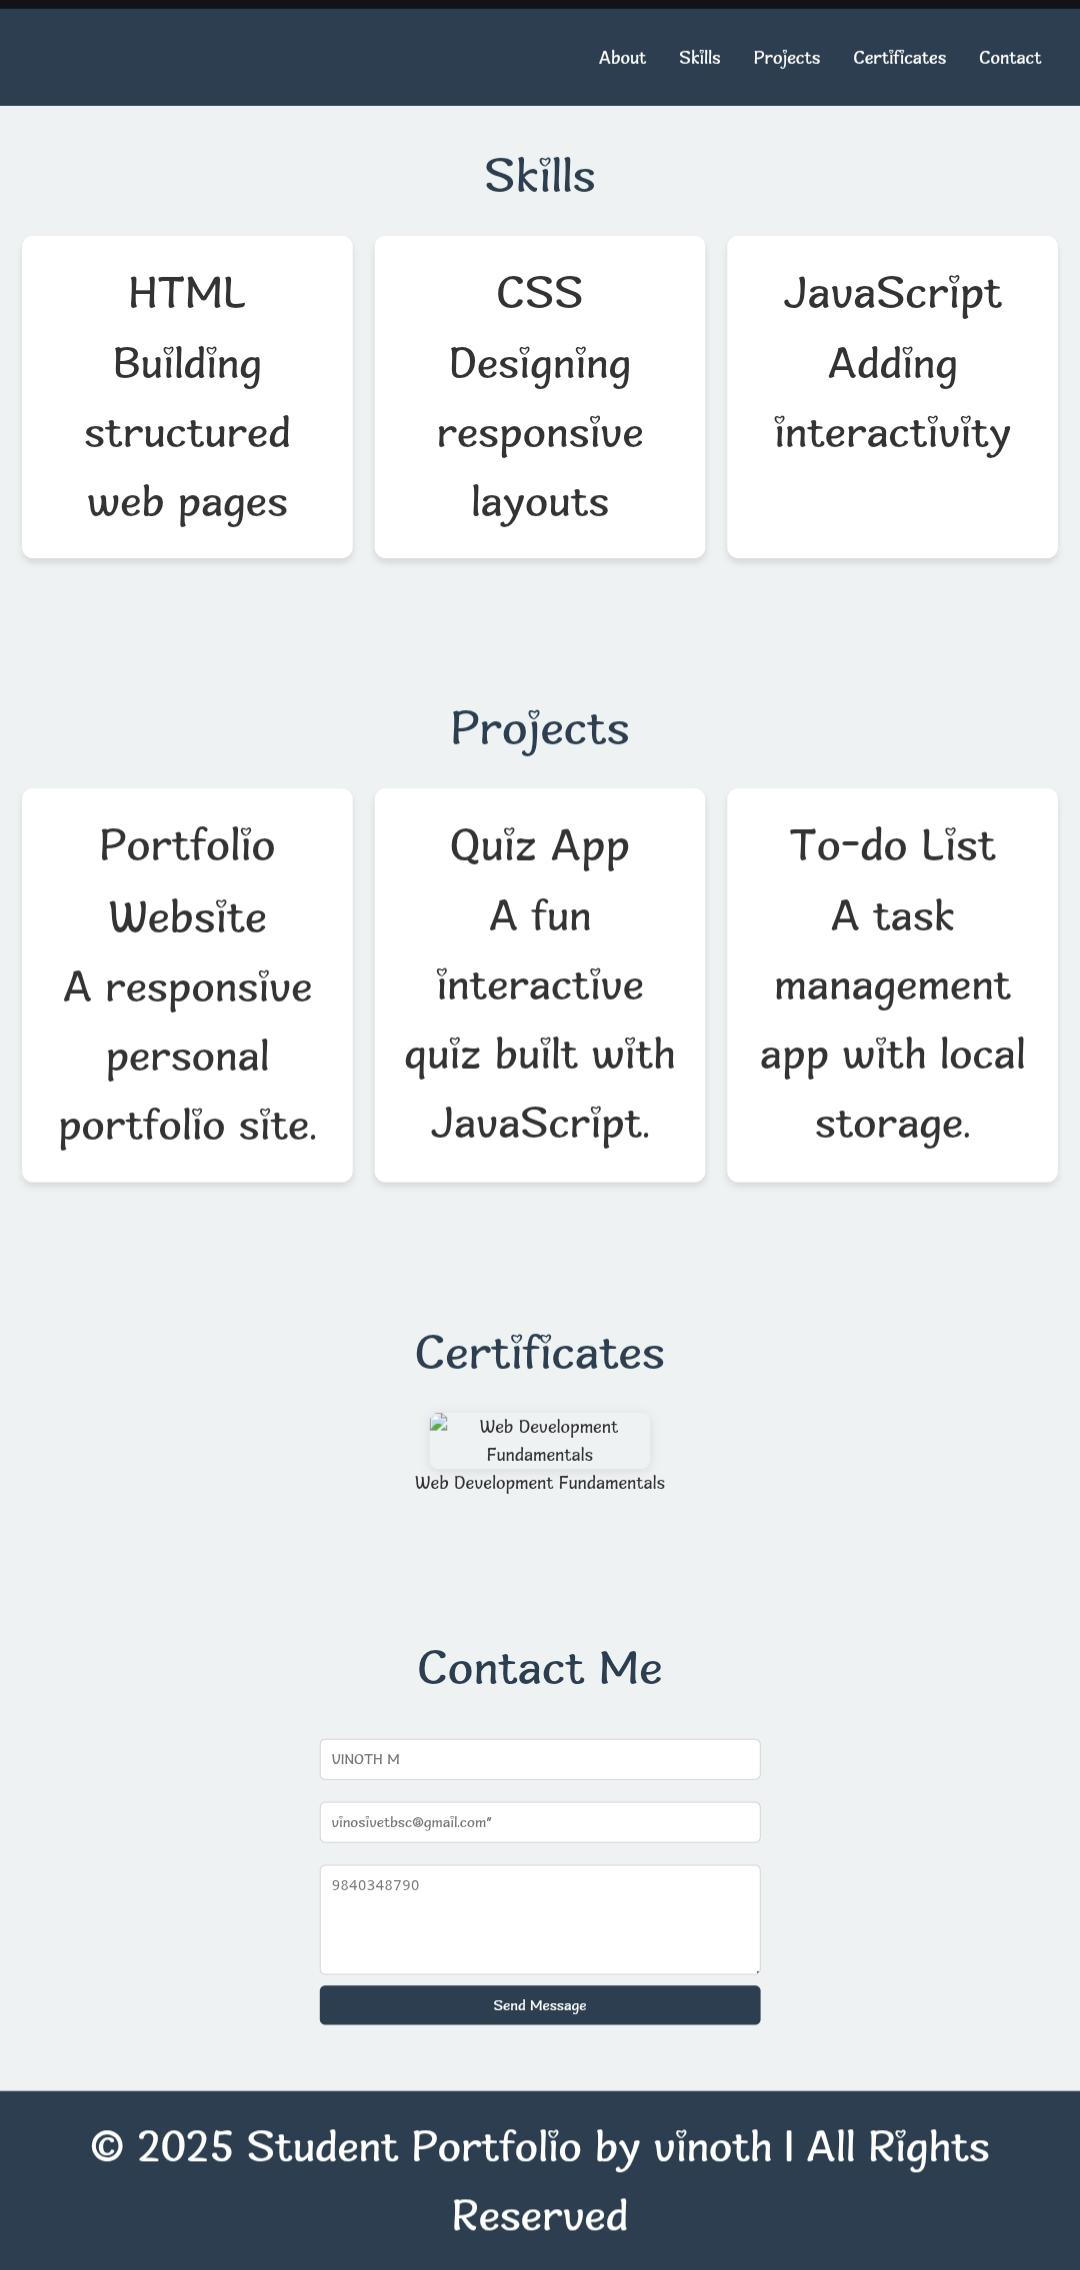 About Skills Projects Certificates Contact
Skills
HTML
Building
structured
web pages
CSS
Designing
responsive
layouts
JavaScript
Adding
interactivity
Projects
Portfolio
Website
A responsive
personal
portfolio site.
Quiz App
A fun
interactive
quiz built with
JavaScript.
To-do List
A task
management
app with local
storage.
Certificates
Web Development
Fundamentals
Web Development Fundamentals
Contact Me
VINOTH M
vinosivetbsc@gmail.com"
9840348790
Send Message
© 2025 Student Portfolio by vinoth | All Rights
Reserved